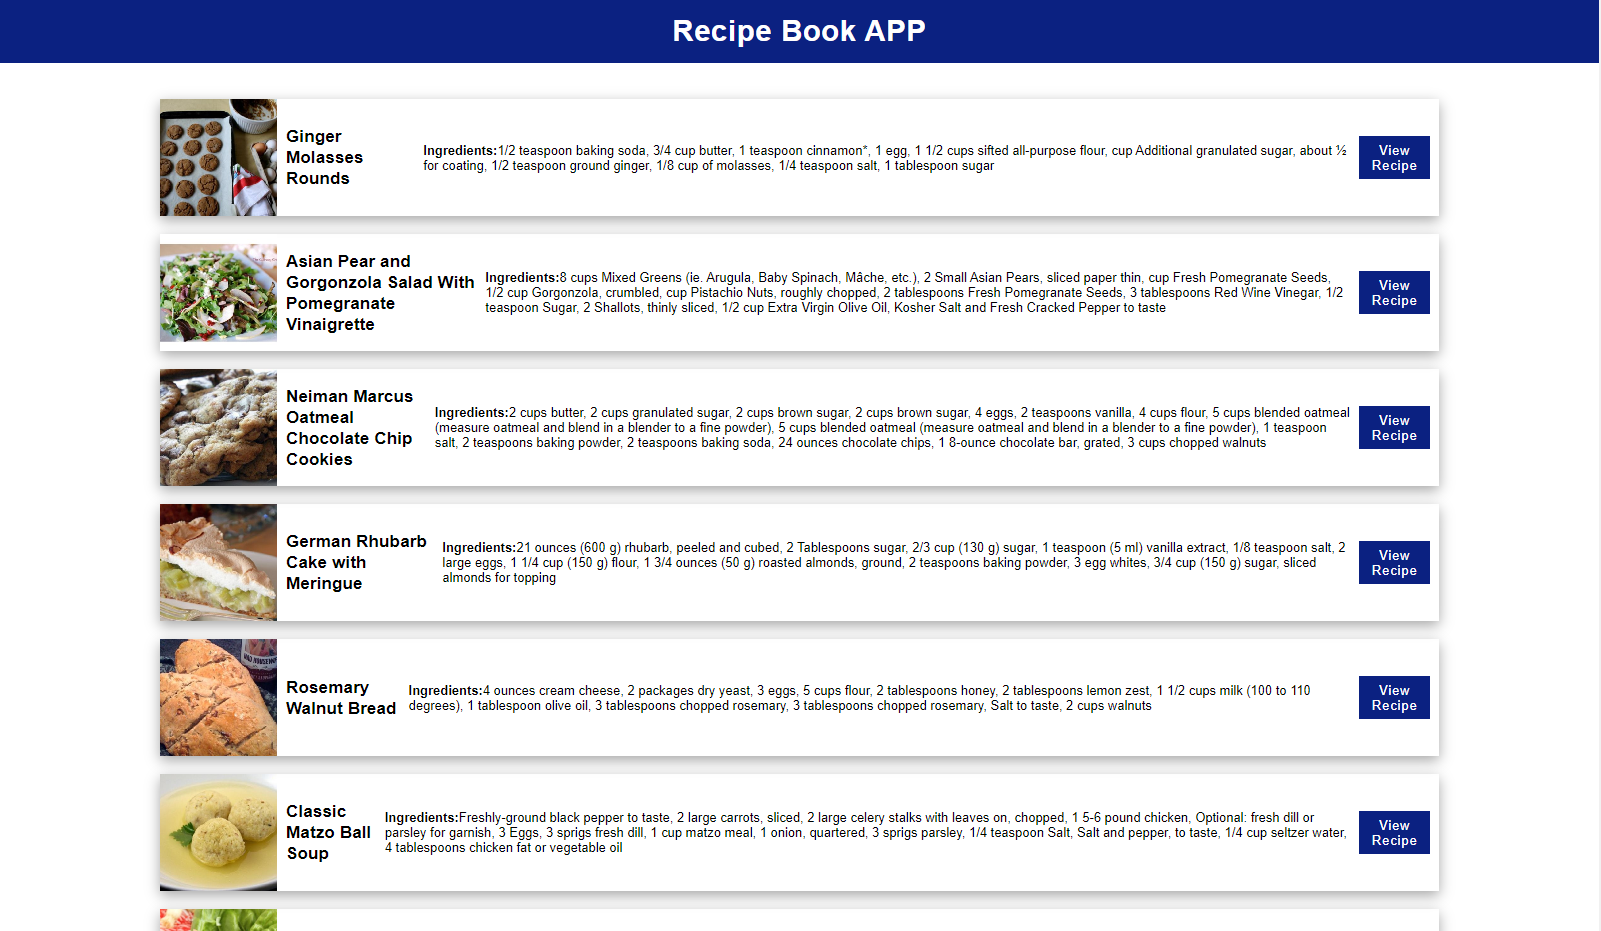 Recipe Book APP
Ginger
Molasses
Rounds
Ingredients:1/2 teaspoon baking soda, 3/4 cup butter, 1 teaspoon cinnamon*, 1 egg, 1 1/2 cups sifted all-purpose flour, cup Additional granulated sugar, about ½
for coating, 1/2 teaspoon ground ginger, 1/8 cup of molasses, 1/4 teaspoon salt, 1 tablespoon sugar
View
Recipe
Asian Pear and
Gorgonzola Salad With
Pomegranate
Vinaigrette
Ingredients:8 cups Mixed Greens (ie. Arugula, Baby Spinach, Mâche, etc.), 2 Small Asian Pears, sliced paper thin, cup Fresh Pomegranate Seeds,
1/2 cup Gorgonzola, crumbled, cup Pistachio Nuts, roughly chopped, 2 tablespoons Fresh Pomegranate Seeds, 3 tablespoons Red Wine Vinegar, 1/2
teaspoon Sugar, 2 Shallots, thinly sliced, 1/2 cup Extra Virgin Olive Oil, Kosher Salt and Fresh Cracked Pepper to taste
View
Recipe
Neiman Marcus
Oatmeal
Chocolate Chip
Cookies
Ingredients:2 cups butter, 2 cups granulated sugar, 2 cups brown sugar, 2 cups brown sugar, 4 eggs, 2 teaspoons vanilla, 4 cups flour, 5 cups blended oatmeal
(measure oatmeal and blend in a blender to a fine powder), 5 cups blended oatmeal (measure oatmeal and blend in a blender to a fine powder), 1 teaspoon
salt, 2 teaspoons baking powder, 2 teaspoons baking soda, 24 ounces chocolate chips, 1 8-ounce chocolate bar, grated, 3 cups chopped walnuts
View
Recipe
German Rhubarb
Cake with
Meringue
Ingredients:21 ounces (600 g) rhubarb, peeled and cubed, 2 Tablespoons sugar, 2/3 cup (130 g) sugar, 1 teaspoon (5 ml) vanilla extract, 1/8 teaspoon salt, 2
large eggs, 1 1/4 cup (150 g) flour, 1 3/4 ounces (50 g) roasted almonds, ground, 2 teaspoons baking powder, 3 egg whites, 3/4 cup (150 g) sugar, sliced
almonds for topping
View
Recipe
Rosemary
Walnut Bread
Ingredients:4 ounces cream cheese, 2 packages dry yeast, 3 eggs, 5 cups flour, 2 tablespoons honey, 2 tablespoons lemon zest, 1 1/2 cups milk (100 to 110
degrees), 1 tablespoon olive oil, 3 tablespoons chopped rosemary, 3 tablespoons chopped rosemary, Salt to taste, 2 cups walnuts
View
Recipe
Classic
Matzo Ball
Soup
Ingredients:Freshly-ground black pepper to taste, 2 large carrots, sliced, 2 large celery stalks with leaves on, chopped, 1 5-6 pound chicken, Optional: fresh dill or
parsley for garnish, 3 Eggs, 3 sprigs fresh dill, 1 cup matzo meal, 1 onion, quartered, 3 sprigs parsley, 1/4 teaspoon Salt, Salt and pepper, to taste, 1/4 cup seltzer water,
4 tablespoons chicken fat or vegetable oil
View
Recipe